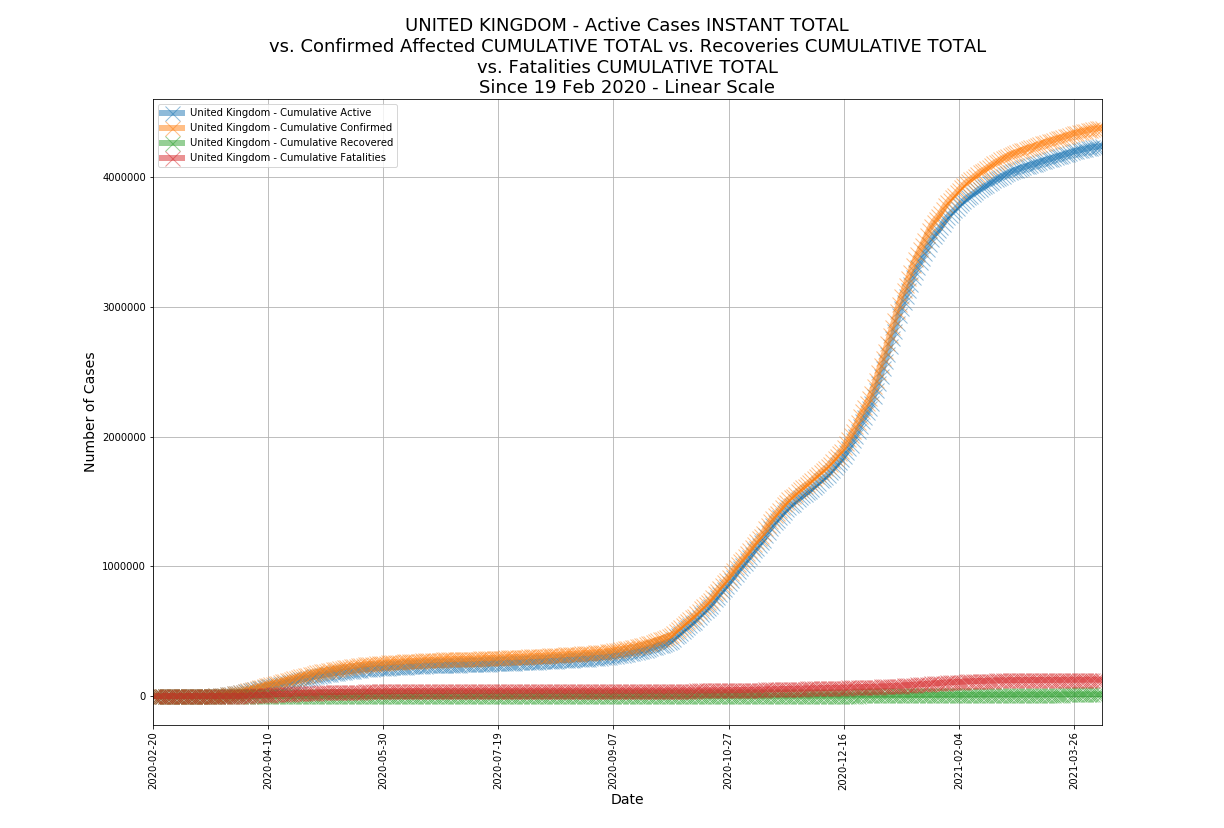 UNITED KINGDOM - Active Cases INSTANT TOTAL
vs. Confirmed Affected CUMULATIVE TOTAL vs. Recoveries CUMULATIVE TOTAL
vs. Fatalities CUMULATIVE TOTAL
Since 19 Feb 2020 - Linear Scale
United Kingdom - Cumulative Active
United Kingdom - Cumulative Confirmed
United Kingdom - Cumulative Recovered
United Kingdom - Cumulative Fatalities
Number of Cases
4000000
3000000
2000000
1000000
0
2020-02-20
2020-04-10
2020-05-30
2020-07-19
2020-09-07
2020-10-27
2020-12-16
2021-02-04
2021-03-26
Date